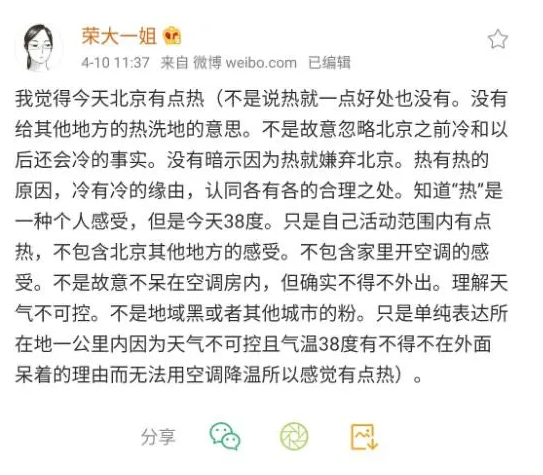 荣大一姐
4-10 11:37 来自 微博 weibo.com 已编辑
我觉得今天北京有点热（不是说热就一点好处也没有。没有
给其他地方的热洗地的意思。不是故意忽略北京之前冷和以
后还会冷的事实。没有暗示因为热就嫌弃北京。热有热的
原因，冷有冷的缘由，认同各有各的合理之处。知道“热”是
一种个人感受，但是今天38度。只是自己活动范围内有点
热，不包含北京其他地方的感受。不包含家里开空调的感
受。不是故意不呆在空调房内，但确实不得不外出。理解天
气不可控。不是地域黑或者其他城市的粉。只是单纯表达所
在地一公里内因为天气不可控且气温38度有不得不在外面
呆着的理由而无法用空调降温所以感觉有点热）。
分享